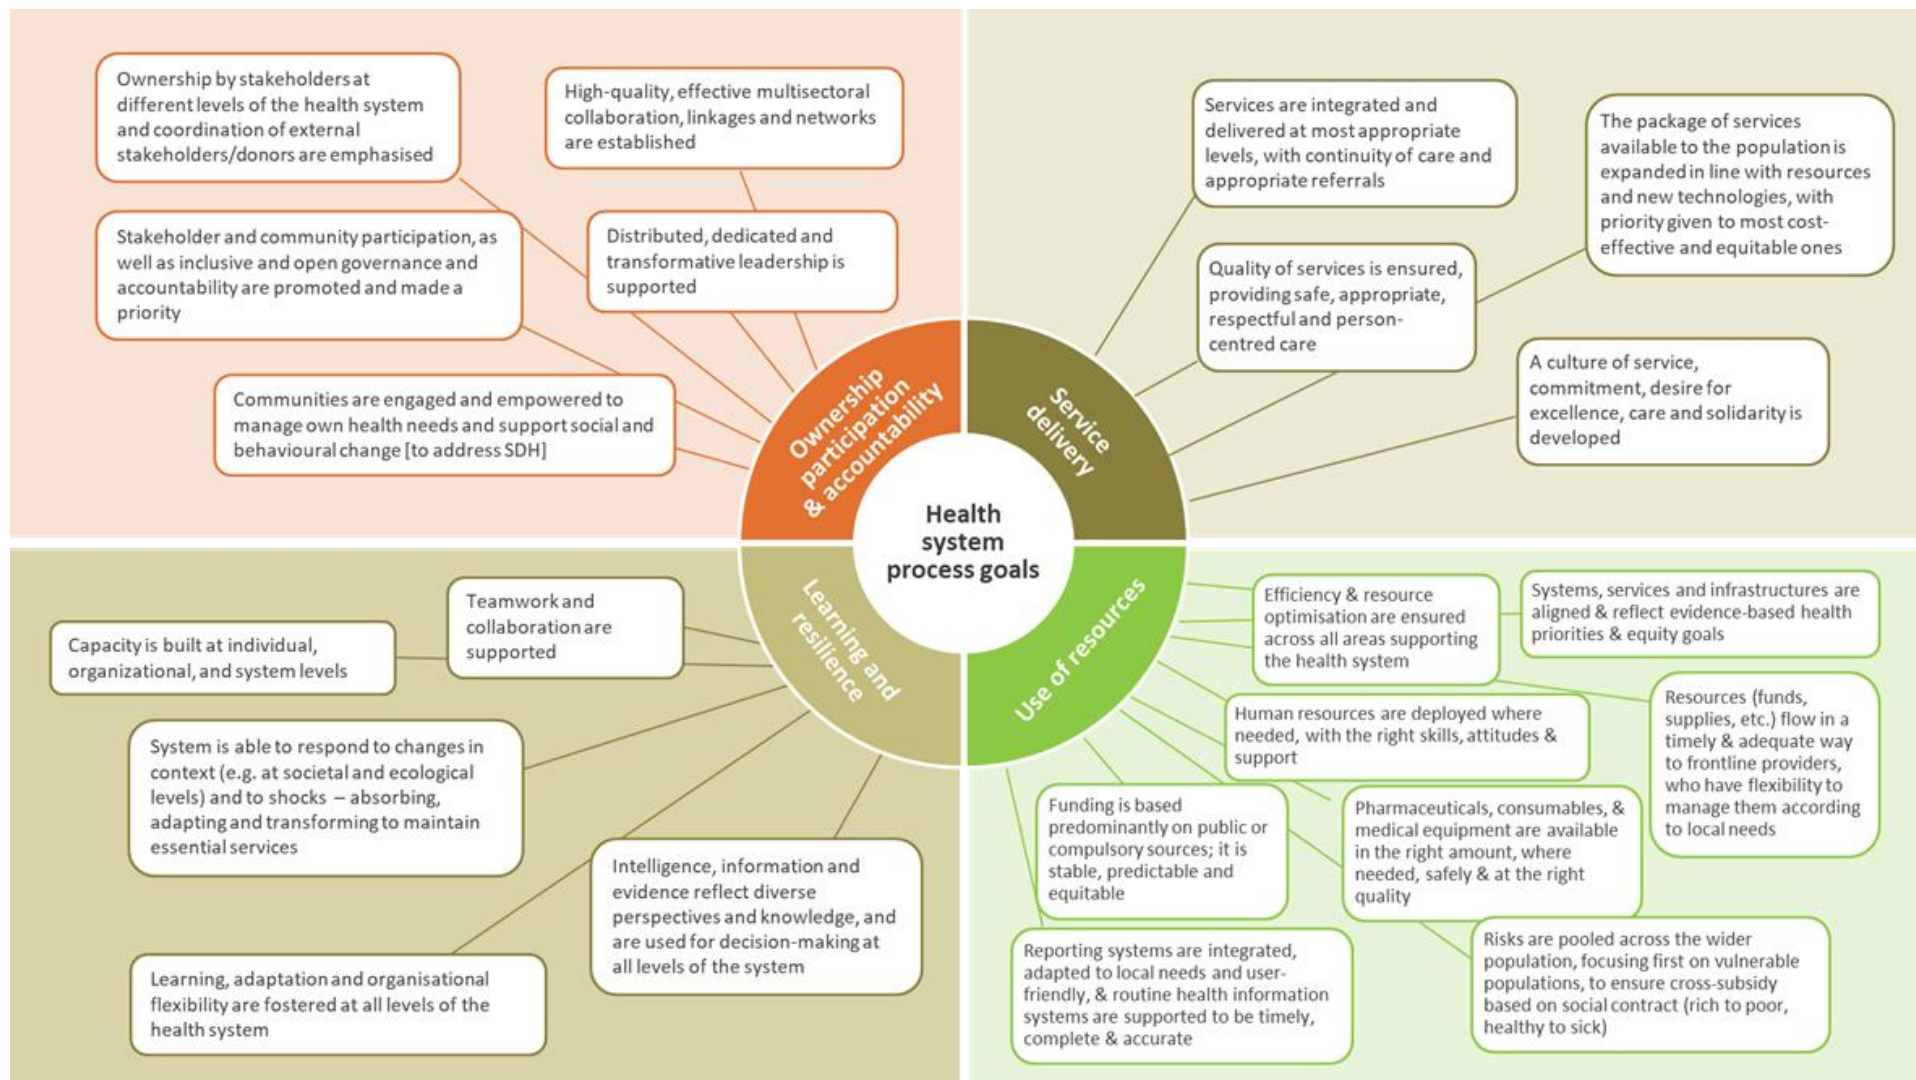 Ownership by stakeholders at
different levels of the health system
and coordination of external
stakeholders/donors are emphasised
High-quality, effective multisectoral
collaboration, linkages and networks
are established
Stakeholder and community participation, as
well as inclusive and open governance and
accountability are promoted and made a
priority
Distributed, dedicated and
transformative leadership is
supported
Communities are engaged and empowered to
manage own health needs and support social and
behavioural change [to address SDH]
Services are integrated and
delivered at most appropriate
levels, with continuity of care and
appropriate referrals
The package of services
available to the population is
expanded in line with resources
and new technologies, with
priority given to most cost-
effective and equitable ones
Quality of services is ensured,
providing safe, appropriate,
respectful and person-
centred care
A culture of service,
commitment, desire for
excellence, care and solidarity is
developed
Ownership
participation
& accountability
Service
delivery
Health
system
process goals
Learning and
resilience
Use of resources
Teamwork and
collaboration are
supported
Capacity is built at individual,
organizational, and system levels
System is able to respond to changes in
context (e.g. at societal and ecological
levels) and to shocks – absorbing,
adapting and transforming to maintain
essential services
Intelligence, information and
evidence reflect diverse
perspectives and knowledge, and
are used for decision-making at
all levels of the system
Learning, adaptation and organisational
flexibility are fostered at all levels of the
health system
Efficiency & resource
optimisation are ensured
across all areas supporting
the health system
Systems, services and infrastructures are
aligned & reflect evidence-based health
priorities & equity goals
Human resources are deployed where
needed, with the right skills, attitudes &
support
Resources (funds,
supplies, etc.) flow in a
timely & adequate way
to frontline providers,
who have flexibility to
manage them according
to local needs
Funding is based
predominantly on public or
compulsory sources; it is
stable, predictable and
equitable
Pharmaceuticals, consumables, &
medical equipment are available
in the right amount, where
needed, safely & at the right
quality
Reporting systems are integrated,
adapted to local needs and user-
friendly, & routine health information
systems are supported to be timely,
complete & accurate
Risks are pooled across the wider
population, focusing first on vulnerable
populations, to ensure cross-subsidy
based on social contract (rich to poor,
healthy to sick)